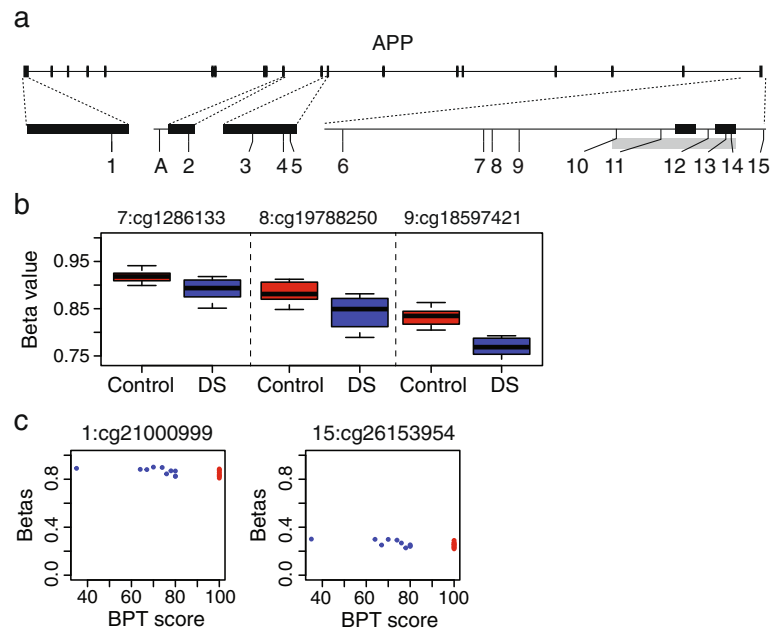 a
APP
1 A 2 3 4 5 6 7 8 9 10 11 12 13 14 15
b
7:cg1286133 8:cg19788250 9:cg18597421
Beta value
0.95
0.85
0.75
Control DS Control DS Control DS
c
1:cg21000999 15:cg26153954
Betas
0.8
0.4
0.0
40 60 80 100
BPT score
Betas
0.8
0.4
0.0
40 60 80 100
BPT score